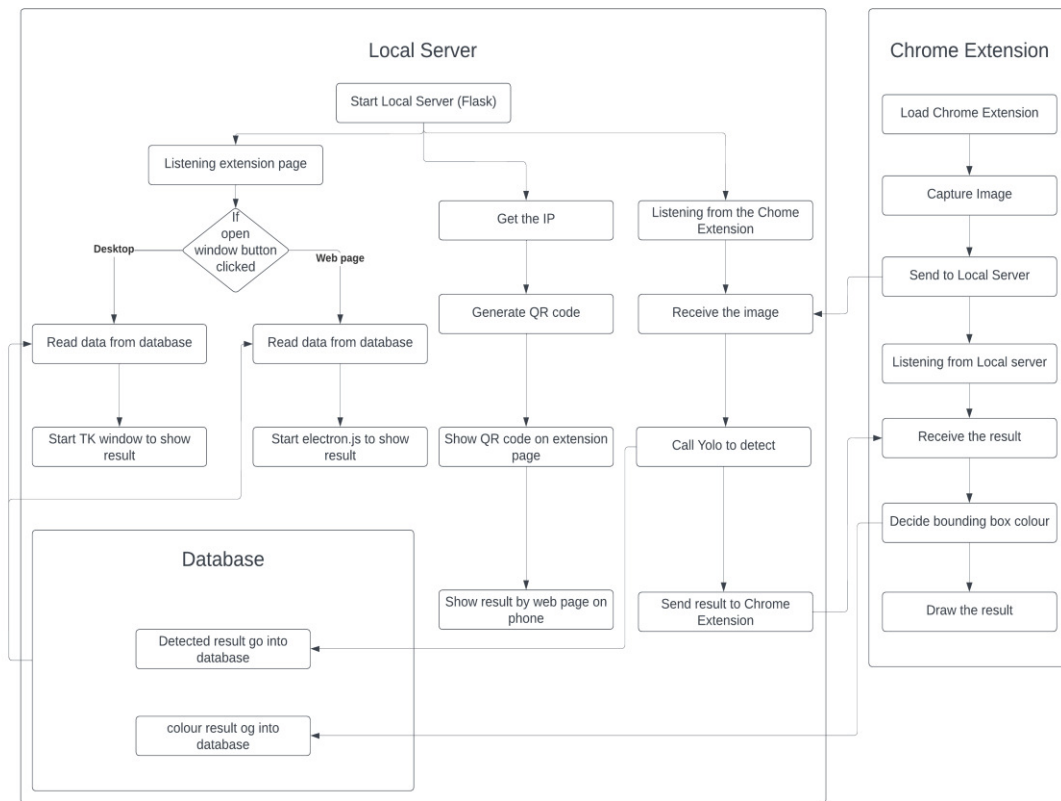 Local Server
Start Local Server (Flask)
Listening extension page
If
open
window button
clicked
Desktop
Web page
Read data from database
Start TK window to show
result
Read data from database
Start electron.js to show
result
Get the IP
Generate QR code
Show QR code on extension
page
Show result by web page on
phone
Listening from the Chome
Extension
Receive the image
Call Yolo to detect
Send result to Chrome
Extension
Database
Detected result go into
database
colour result og into
database
Chrome Extension
Load Chrome Extension
Capture Image
Send to Local Server
Listening from Local server
Receive the result
Decide bounding box colour
Draw the result